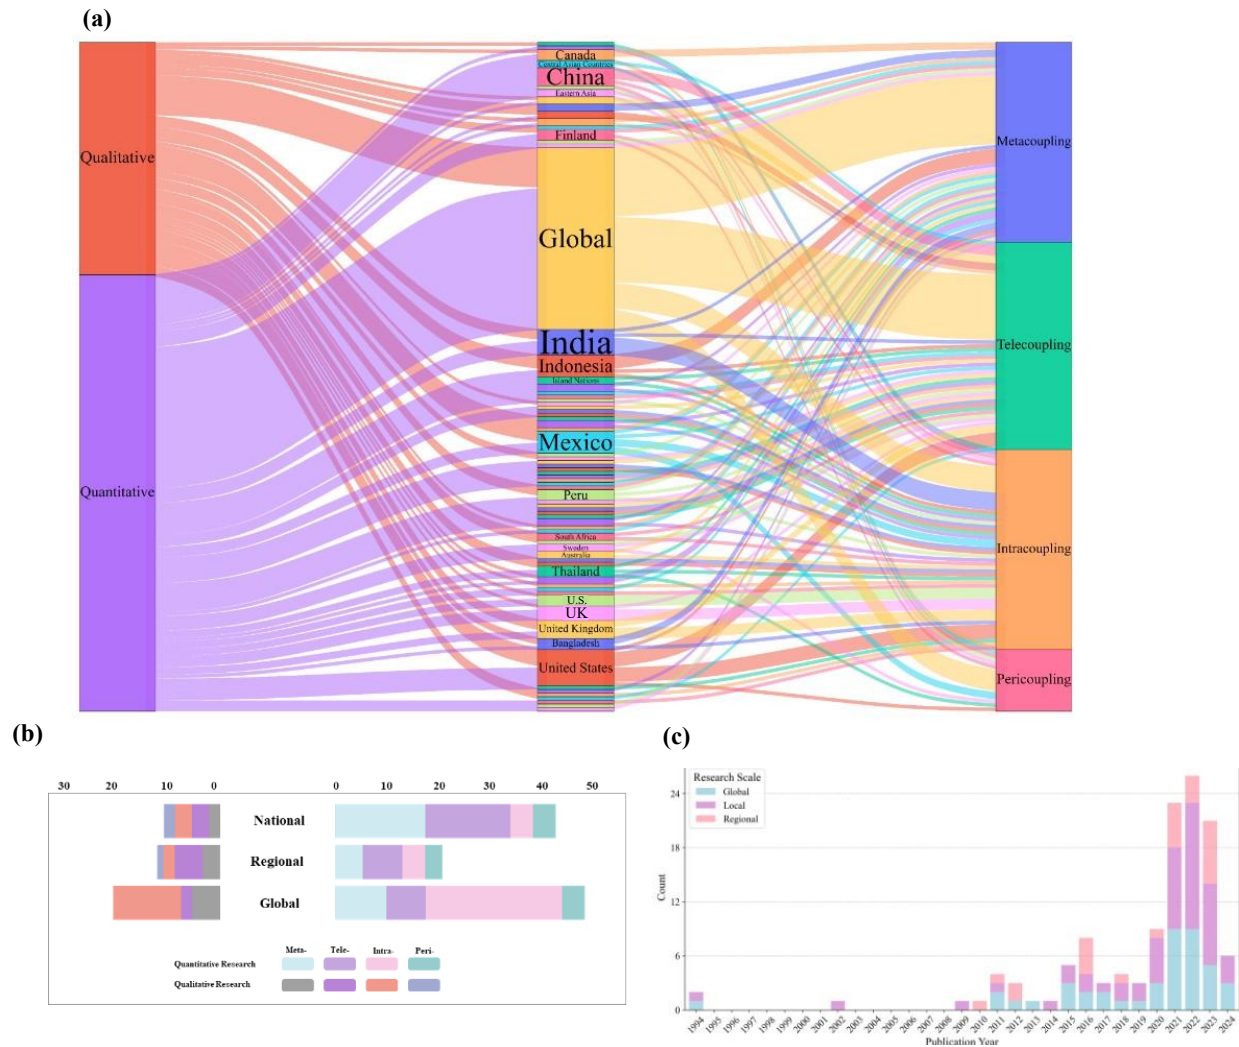 (a)
Qualitative
Quantitative
Canada
Central Asian Countries
China
Eastern Asia
Finland
Global
India
Indonesia
Island Nations
Mexico
Peru
South Africa
Sweden
Australia
Thailand
U.S.
UK
United Kingdom
Bangladesh
United States
Metacoupling
Telecoupling
Intracoupling
Pericoupling
(b)
30 20 10 0 0 10 20 30 40 50
National
Regional
Global
Meta- Tele- Intra- Peri-
Quantitative Research
Qualitative Research
(c)
Research Scale
Global
Local
Regional
Count
24
18
12
6
0
1994 1995 1996 1997 1998 1999 2000 2001 2002 2003 2004 2005 2006 2007 2008 2009 2010 2011 2012 2013 2014 2015 2016 2017 2018 2019 2020 2021 2022 2023 2024
Publication Year